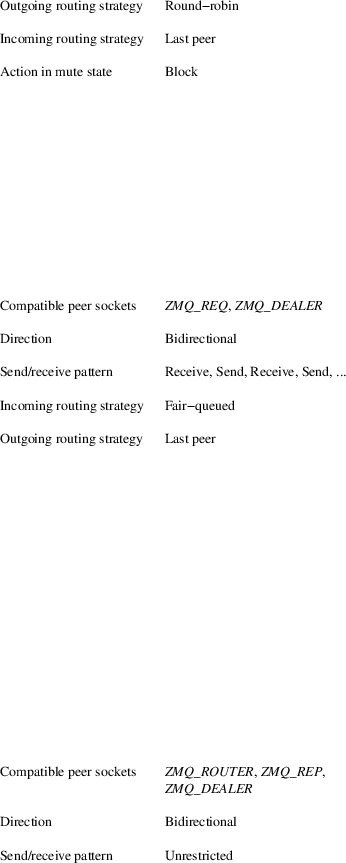 Outgoing routing strategy Round−robin
Incoming routing strategy Last peer
Action in mute state Block
Compatible peer sockets ZMQ_REQ, ZMQ_DEALER
Direction Bidirectional
Send/receive pattern Receive, Send, Receive, Send, ...
Incoming routing strategy Fair−queued
Outgoing routing strategy Last peer
Compatible peer sockets ZMQ_ROUTER, ZMQ_REP,
ZMQ_DEALER
Direction Bidirectional
Send/receive pattern Unrestricted